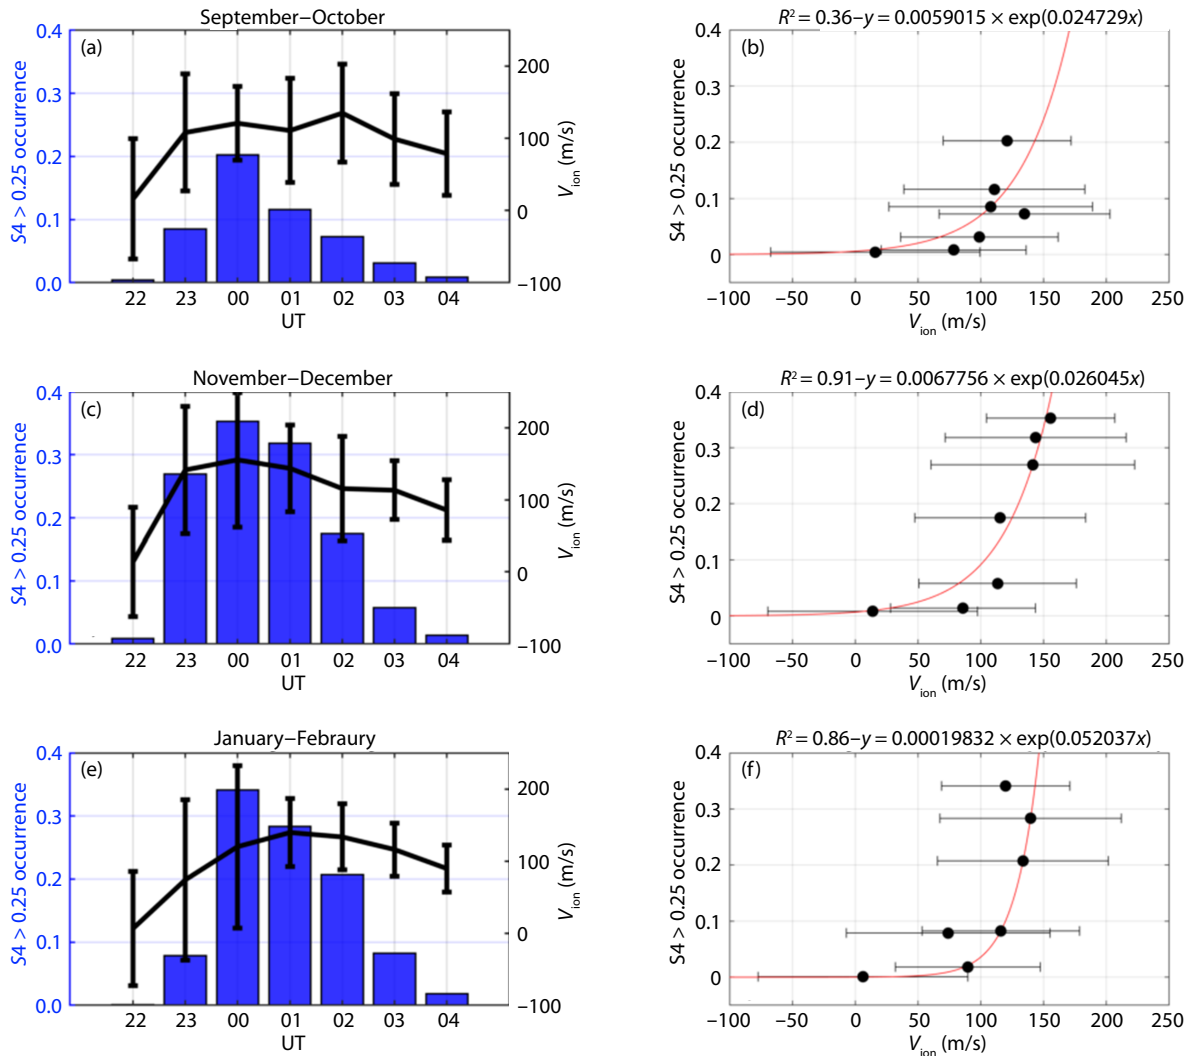 September–October
(a)
S4 > 0.25 occurrence
0.4
0.3
0.2
0.1
0.0
200
100
0
−100
V_ion (m/s)
22 23 00 01 02 03 04
UT
R² = 0.36–y = 0.0059015 × exp(0.024729x)
(b)
S4 > 0.25 occurrence
0.4
0.3
0.2
0.1
0
−100 −50 0 50 100 150 200 250
V_ion (m/s)
November–December
(c)
S4 > 0.25 occurrence
0.4
0.3
0.2
0.1
0.0
200
100
0
−100
V_ion (m/s)
22 23 00 01 02 03 04
UT
R² = 0.91–y = 0.0067756 × exp(0.026045x)
(d)
S4 > 0.25 occurrence
0.4
0.3
0.2
0.1
0
−100 −50 0 50 100 150 200 250
V_ion (m/s)
January–Febraury
(e)
S4 > 0.25 occurrence
0.4
0.3
0.2
0.1
0.0
200
100
0
−100
V_ion (m/s)
22 23 00 01 02 03 04
UT
R² = 0.86–y = 0.00019832 × exp(0.052037x)
(f)
S4 > 0.25 occurrence
0.4
0.3
0.2
0.1
0
−100 −50 0 50 100 150 200 250
V_ion (m/s)